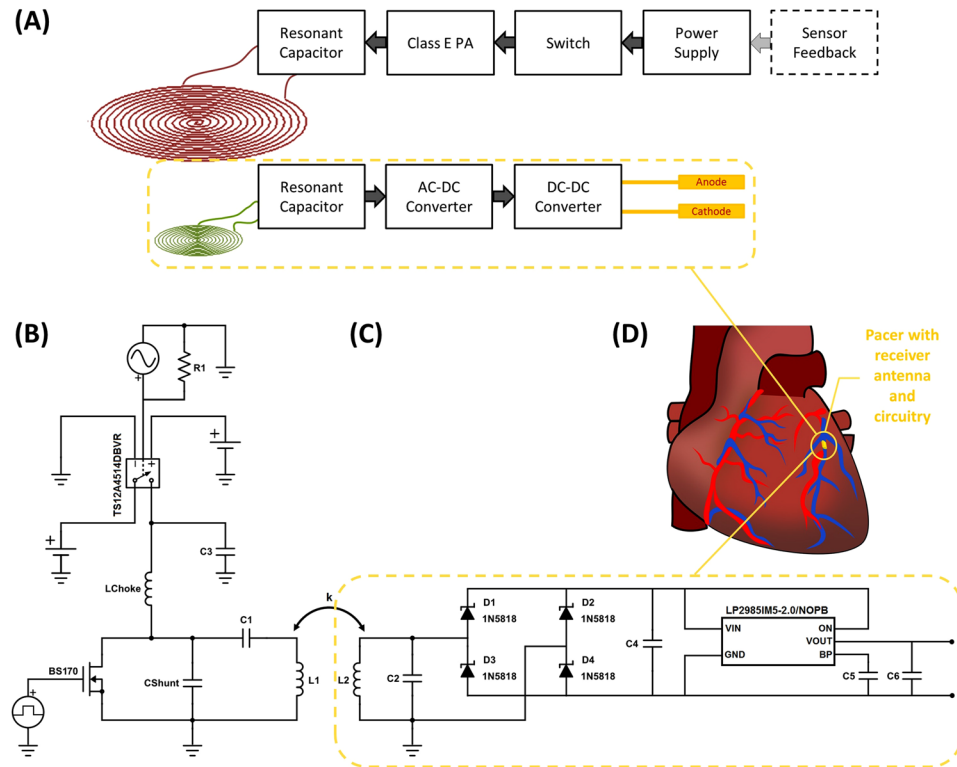 (A)
Resonant
Capacitor
Class E PA
Switch
Power
Supply
Sensor
Feedback
Resonant
Capacitor
AC-DC
Converter
DC-DC
Converter
Anode
Cathode
(B)
R1
+
TS12A4514DBVR
- +
+
+
C3
LChoke
C1
k
BS170
+
CShunt
L1
(C)
L2
C2
D1
1N5818
D2
1N5818
D3
1N5818
D4
1N5818
C4
LP2985IM5-2.0/NOPB
VIN
ON
VOUT
GND
BP
C5
C6
(D)
Pacer with
receiver
antenna
and
circuitry